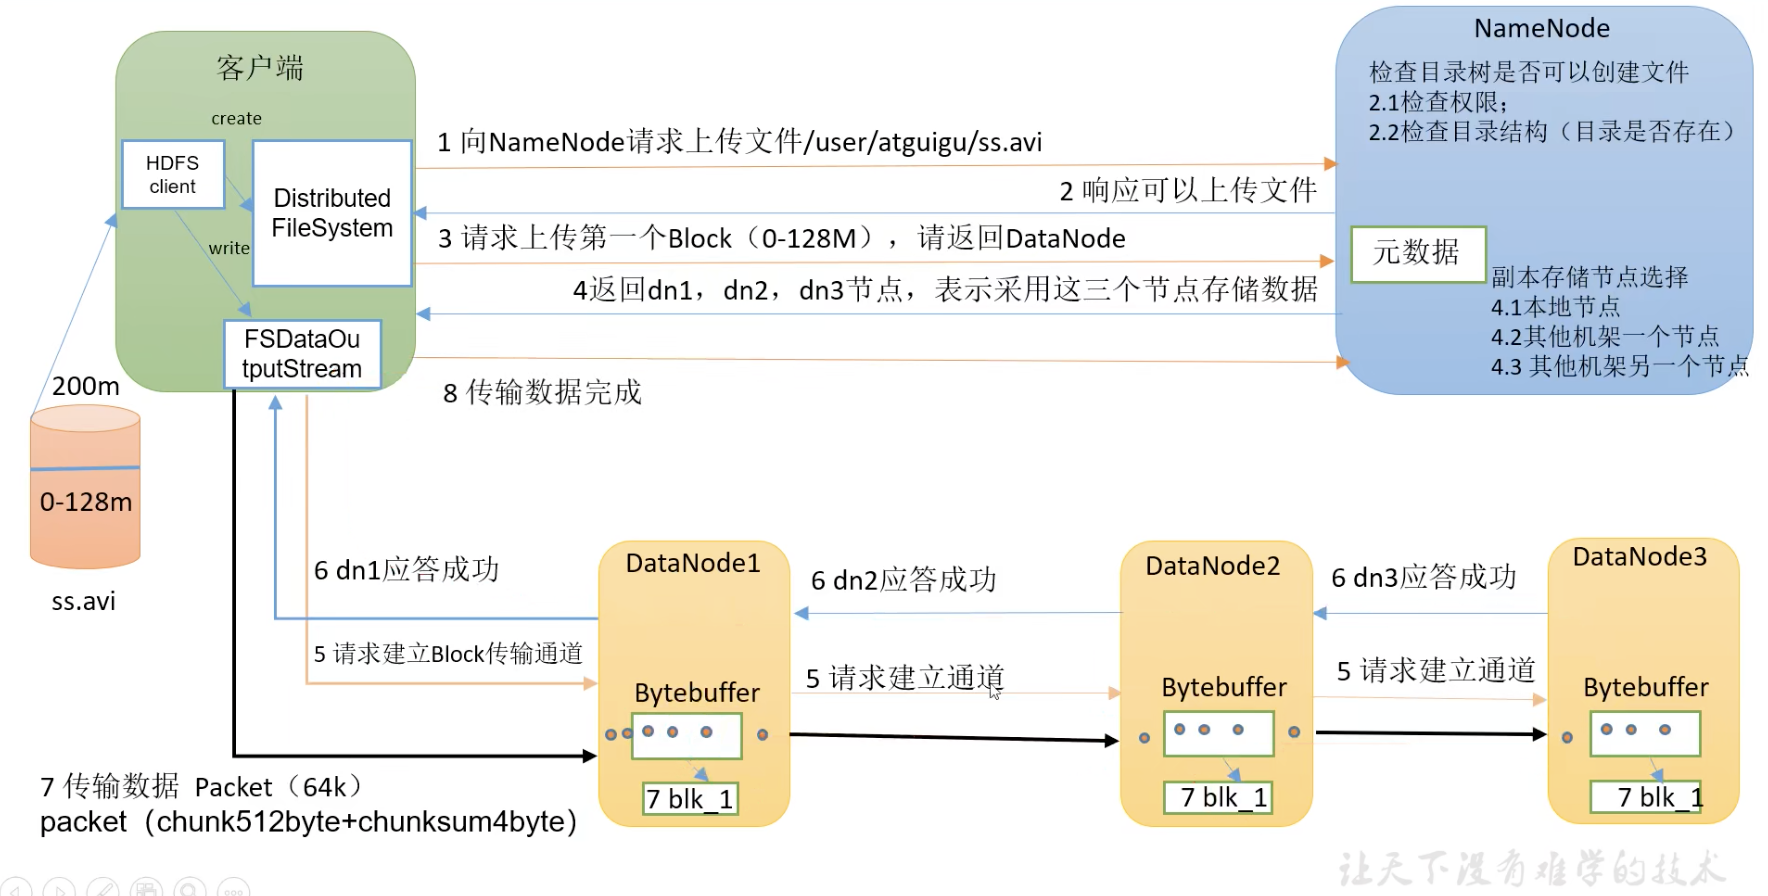 NameNode
检查目录树是否可以创建文件
2.1检查权限；
2.2检查目录结构（目录是否存在）
客户端
create
HDFS
client
Distributed
FileSystem
write
FSDataOu
tputStream
1 向NameNode请求上传文件/user/atguigu/ss.avi
2 响应可以上传文件
3 请求上传第一个Block（0-128M），请返回DataNode
4返回dn1，dn2，dn3节点，表示采用这三个节点存储数据
8 传输数据完成
元数据
副本存储节点选择
4.1本地节点
4.2其他机架一个节点
4.3 其他机架另一个节点
200m
0-128m
ss.avi
6 dn1应答成功
5 请求建立Block传输通道
DataNode1
6 dn2应答成功
5 请求建立通道
DataNode2
6 dn3应答成功
5 请求建立通道
DataNode3
Bytebuffer
Bytebuffer
Bytebuffer
7 blk_1
7 blk_1
7 blk_1
7 传输数据 Packet（64k）
packet（chunk512byte+chunksum4byte）
让天下没有难学的技术